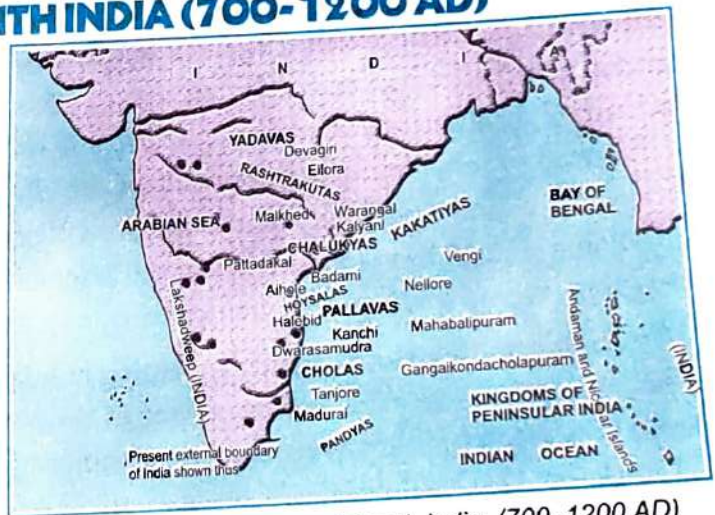 TH INDIA (700-1200 AD)
I N D I A
YADAVAS
Devagiri
Ellora
RASHTRAKUTAS
BAY OF
BENGAL
ARABIAN SEA
Malkhed
Warangal
Kalyani
KAKATIYAS
CHALUKYAS
Pattadakal
Vengi
Badami
Aihole
Nellore
HOYSALAS
PALLAVAS
Halebid
Kanchi
Mahabalipuram
Dwarasamudra
CHOLAS
Gangaikondacholapuram
Tanjore
Madurai
PANDYAS
KINGDOMS OF
PENINSULAR INDIA
Lakshadweep (INDIA)
Andaman and Nicobar Islands
(INDIA)
Present external boundary
of India shown thus
INDIAN OCEAN
India (700-1200 AD)